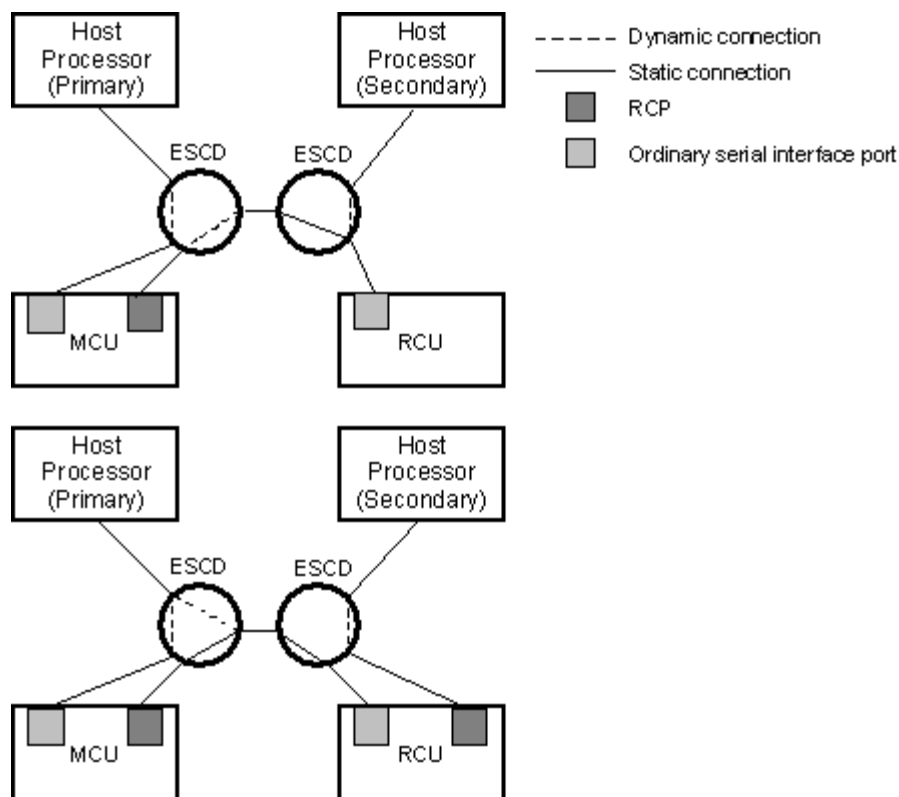 Host
Processor
(Primary)
Host
Processor
(Secondary)
Dynamic connection
Static connection
RCP
Ordinary serial interface port
ESCD
ESCD
MCU
RCU
Host
Processor
(Primary)
Host
Processor
(Secondary)
ESCD
ESCD
MCU
RCU